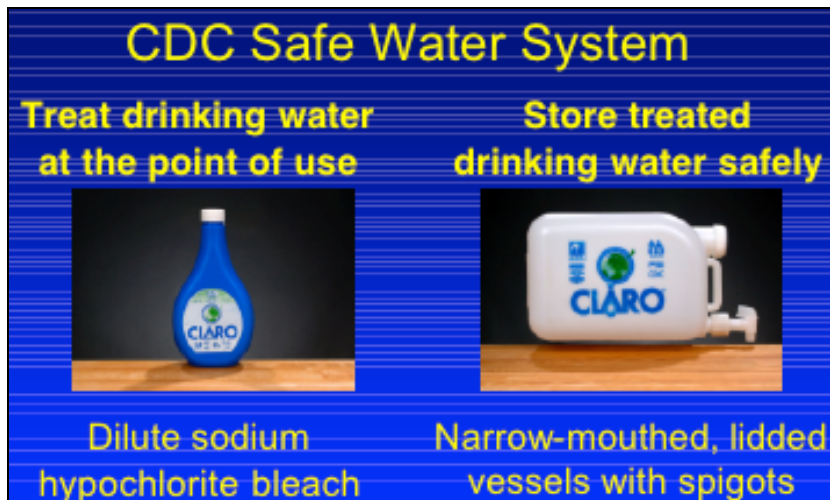 CDC Safe Water System
Treat drinking water
at the point of use
Store treated
drinking water safely
CLARO
CLARO
Dilute sodium
hypochlorite bleach
Narrow-mouthed, lidded
vessels with spigots